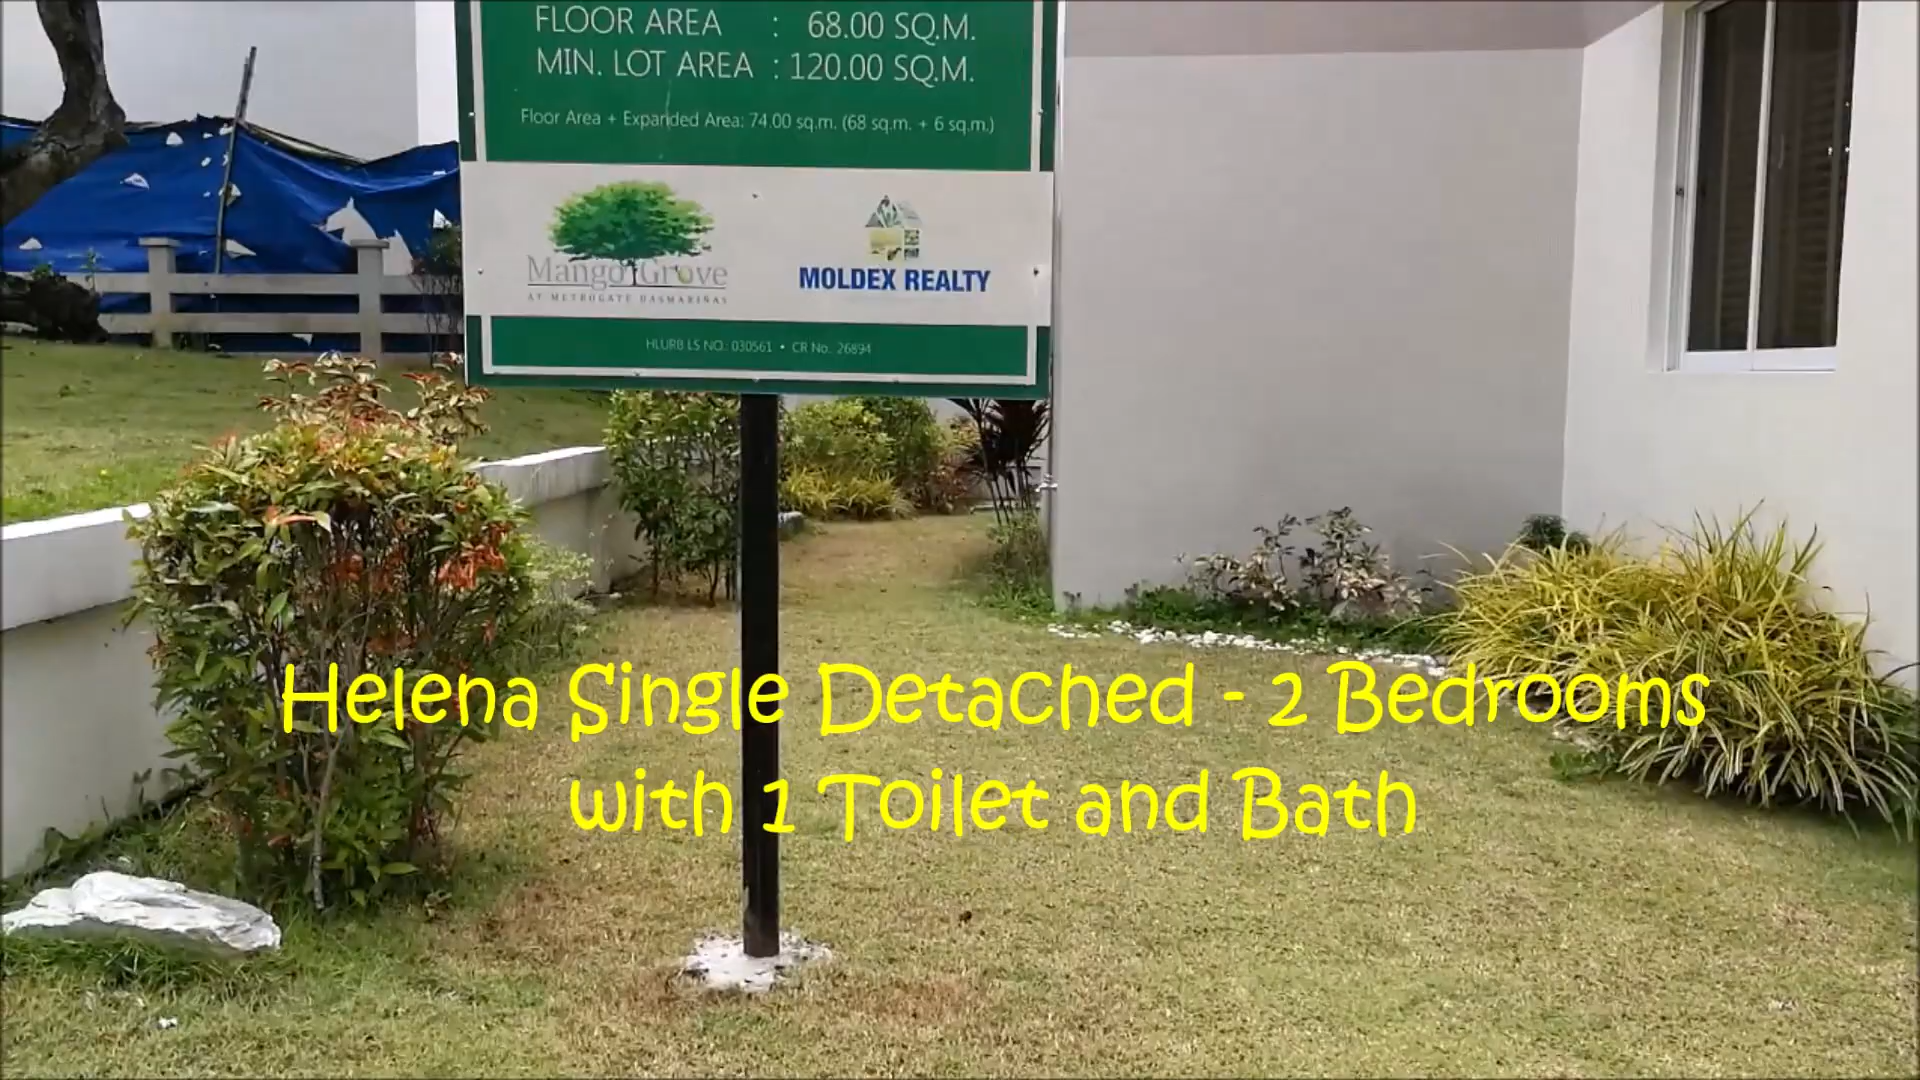 FLOOR AREA : 68.00 SQ.M.
MIN. LOT AREA : 120.00 SQ.M.
Floor Area + Expanded Area: 74.00 sq.m. (68 sq.m. + 6 sq.m.)
Mango Grove
AT METROGATE DASMARIÑAS
MOLDEX REALTY
HLURB LS NO.: 030561 • CR No. 26894
Helena Single Detached - 2 Bedrooms
with 1 Toilet and Bath